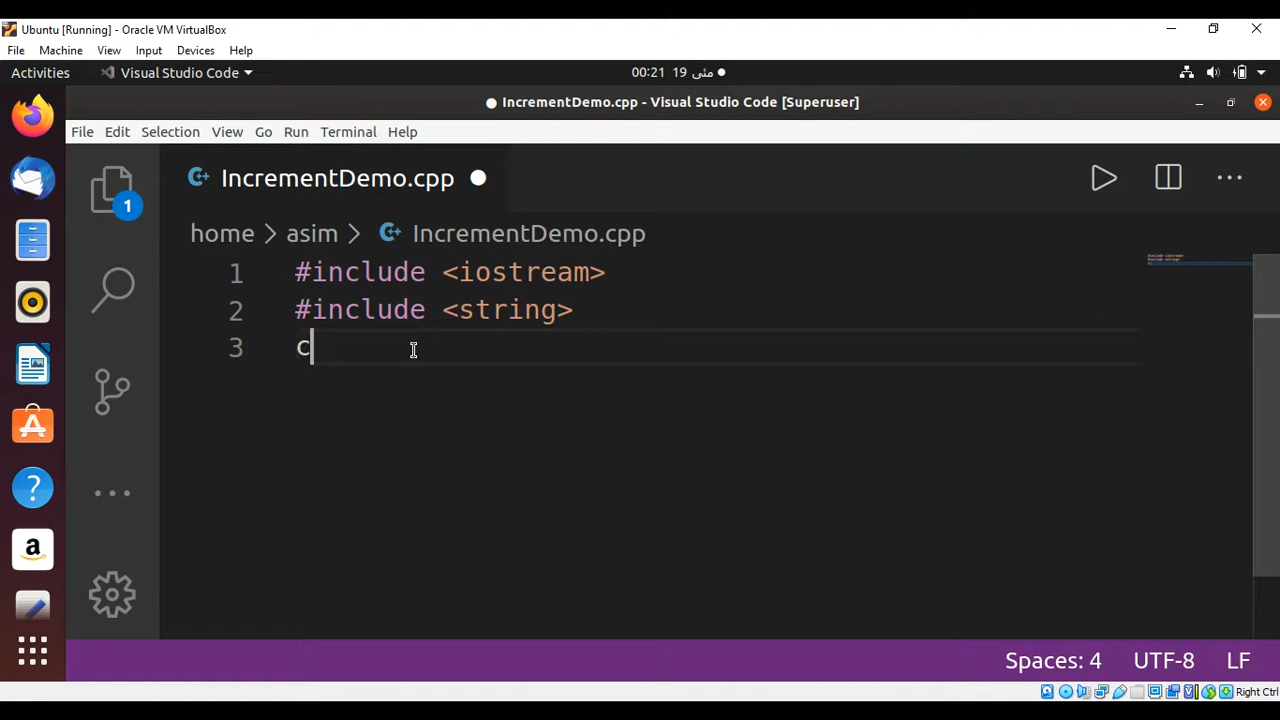 Ubuntu [Running] - Oracle VM VirtualBox
File Machine View Input Devices Help
Activities Visual Studio Code 00:21 19 مئی
IncrementDemo.cpp - Visual Studio Code [Superuser]
File Edit Selection View Go Run Terminal Help
IncrementDemo.cpp
1
home > asim > IncrementDemo.cpp
1 #include <iostream>
2 #include <string>
3 c
Spaces: 4 UTF-8 LF
Right Ctrl